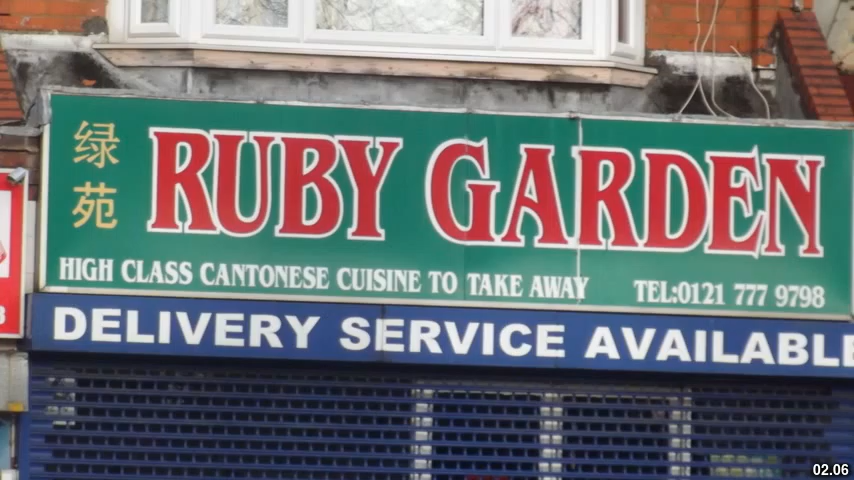 绿苑
RUBY GARDEN
HIGH CLASS CANTONESE CUISINE TO TAKE AWAY TEL:0121 777 9798
DELIVERY SERVICE AVAILABLE
02.06